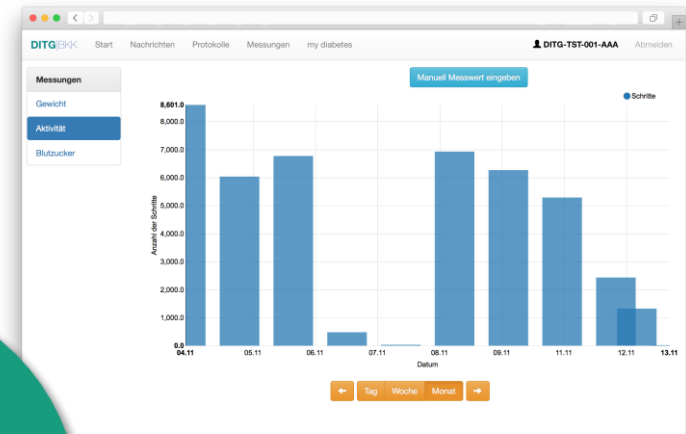 DITG|BKK Start Nachrichten Protokolle Messungen my diabetes DITG-TST-001-AAA Abmelden
Messungen
Gewicht
Aktivität
Blutzucker
Manuell Messwert eingeben
Schritte
8,601.0
8,000.0
7,000.0
6,000.0
5,000.0
4,000.0
3,000.0
2,000.0
1,000.0
0.0
Anzahl der Schritte
04.11 05.11 06.11 07.11 08.11 09.11 11.11 12.11 13.11
Datum
Tag Woche Monat